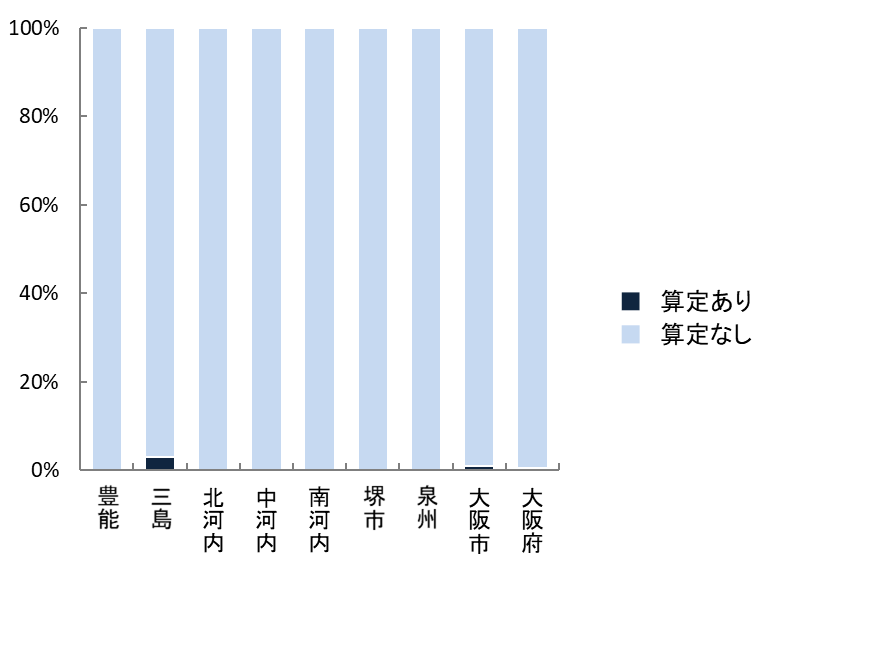 100%
80%
60%
40%
20%
0%
豊能
三島
北河内
中河内
南河内
堺市
泉州
大阪市
大阪府
算定あり
算定なし